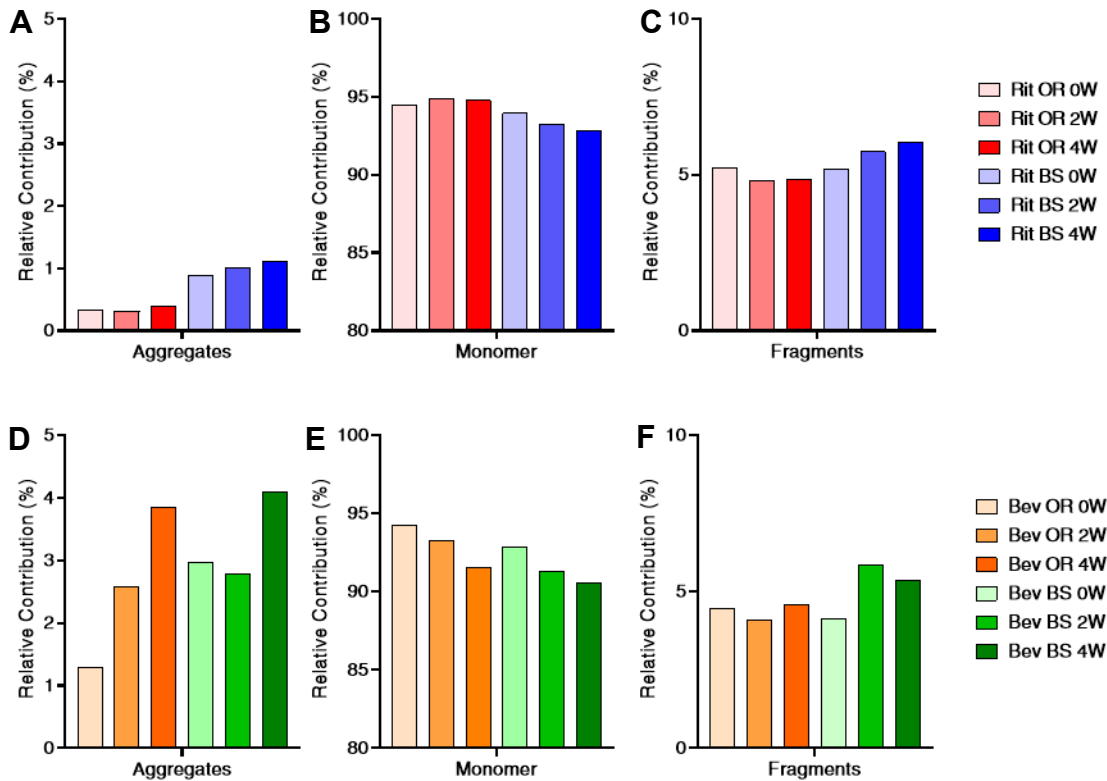 A
Relative Contribution (%)
5
4
3
2
1
0
Aggregates
B
Relative Contribution (%)
100
95
90
85
80
Monomer
C
Relative Contribution (%)
10
5
0
Fragments
Rit OR 0W
Rit OR 2W
Rit OR 4W
Rit BS 0W
Rit BS 2W
Rit BS 4W
D
Relative Contribution (%)
5
4
3
2
1
0
Aggregates
E
Relative Contribution (%)
100
95
90
85
80
Monomer
F
Relative Contribution (%)
10
5
0
Fragments
Bev OR 0W
Bev OR 2W
Bev OR 4W
Bev BS 0W
Bev BS 2W
Bev BS 4W